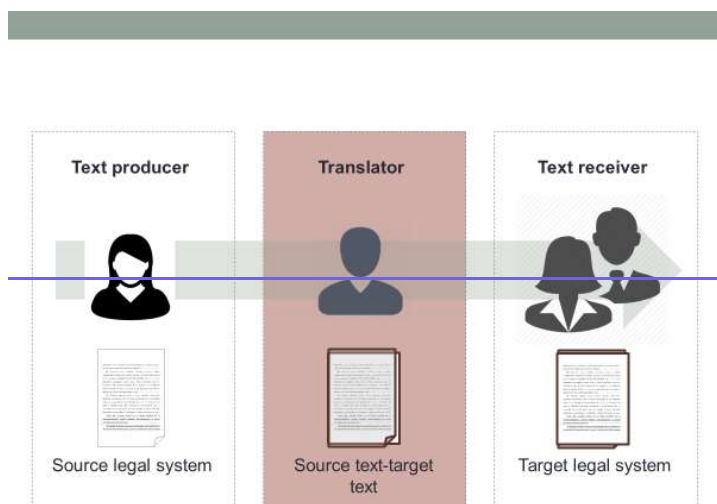 Text producer
Translator
Text receiver
Source legal system
Source text-target
text
Target legal system